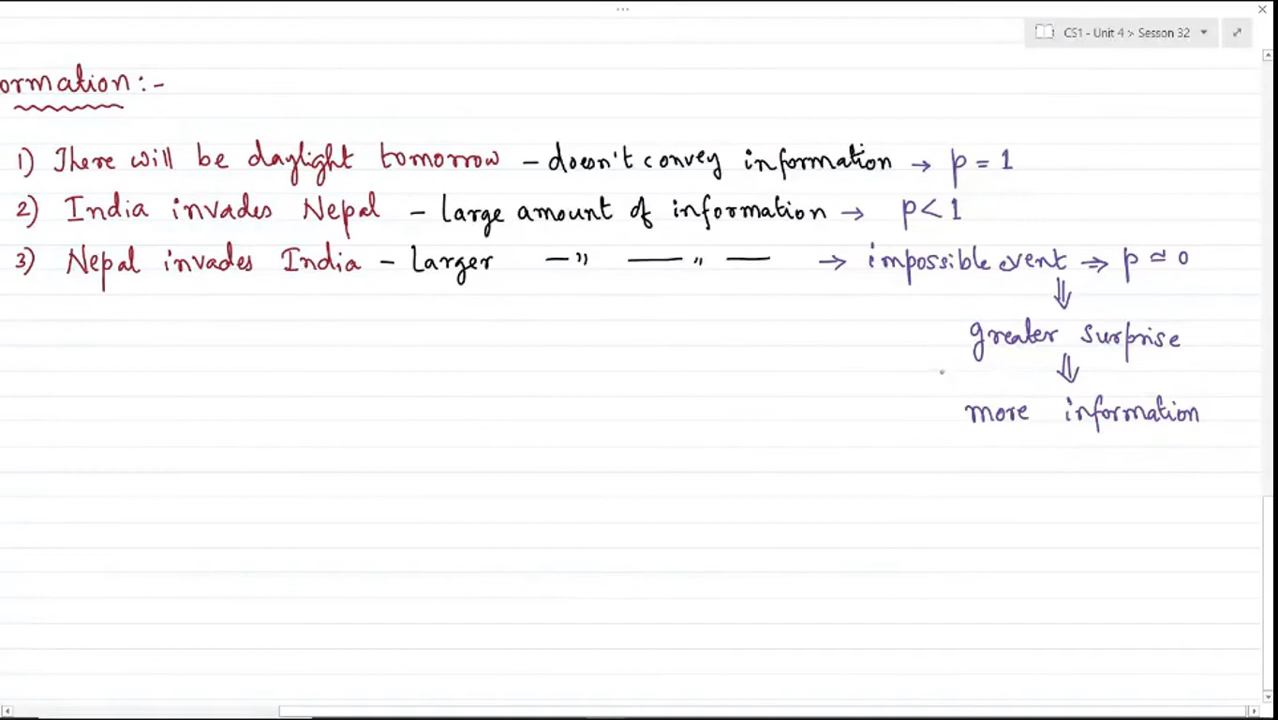 CS1 - Unit 4 > Sesson 32
ormation :-
1) There will be daylight tomorrow - doesn't convey information → p = 1
2) India invades Nepal - Large amount of information → p < 1
3) Nepal invades India - Larger —〃 —〃— → impossible event ⇒ p ≈ 0
⇓
greater surprise
⇓
more information